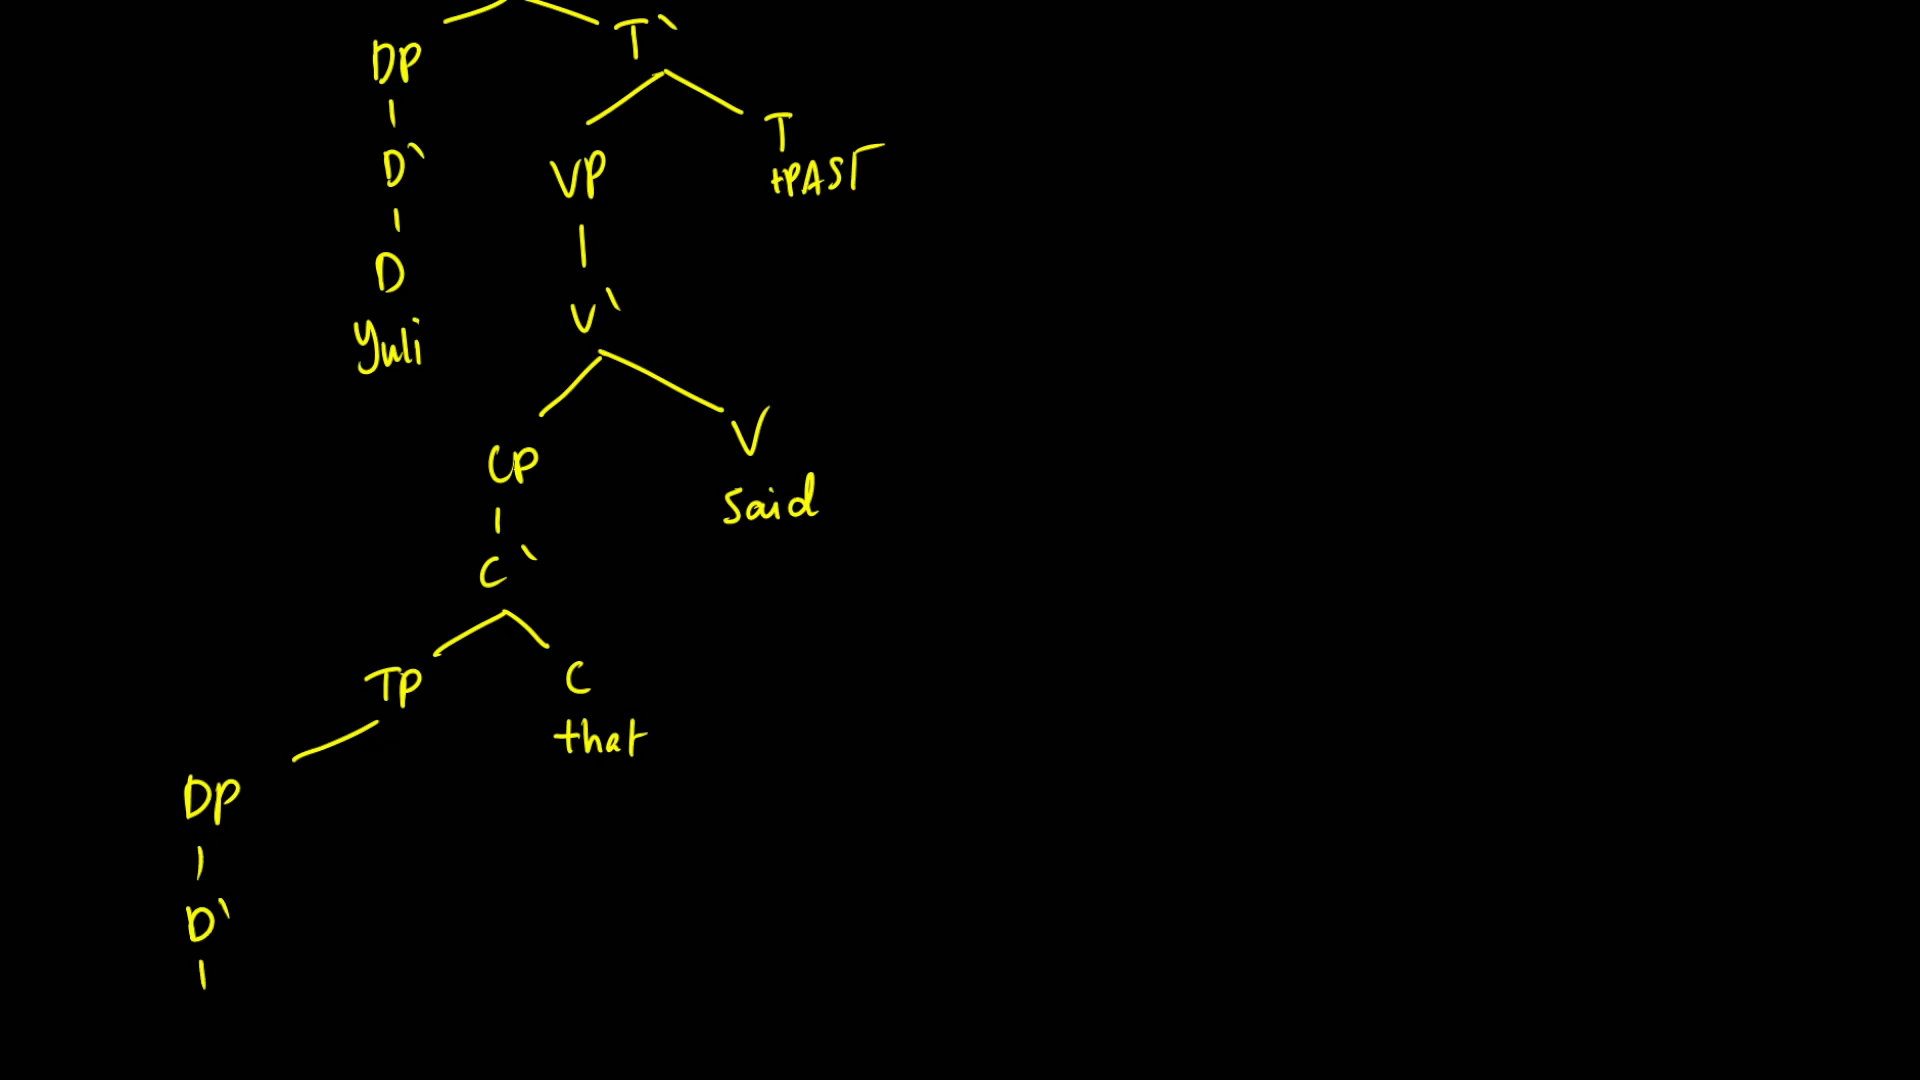 DP T`
D` VP T
+PAST
D V`
Yuli
CP V
said
C`
TP C
that
DP
D`